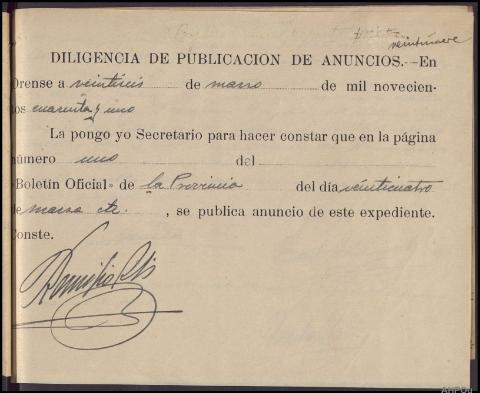 veintinueve
DILIGENCIA DE PUBLICACION DE ANUNCIOS.—En
Orense a veintiseis de marzo de mil novecien-
tos cuarenta y uno
La pongo yo Secretario para hacer constar que en la página
número uno del
«Boletín Oficial» de la Provincia del día veinticuatro
de marzo cte. , se publica anuncio de este expediente.
Conste.